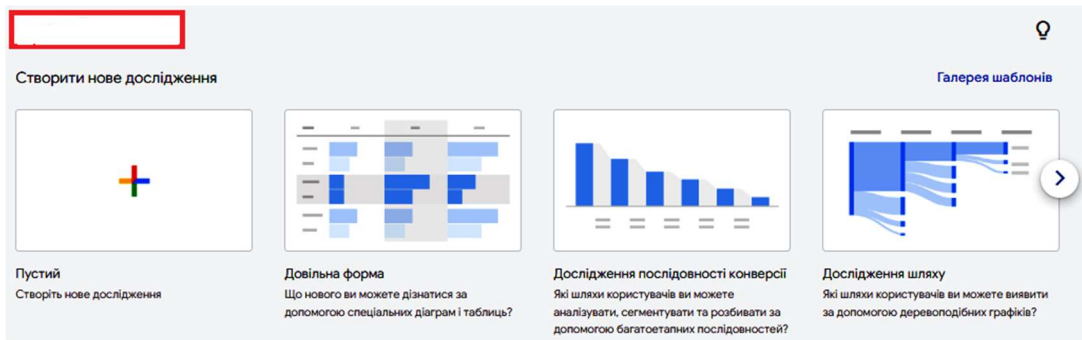 Створити нове дослідження
Галерея шаблонів
Пустий
Створіть нове дослідження
Довільна форма
Що нового ви можете дізнатися за
допомогою спеціальних діаграм і таблиць?
Дослідження послідовності конверсії
Які шляхи користувачів ви можете
аналізувати, сегментувати та розбивати за
допомогою багатоетапних послідовностей?
Дослідження шляху
Які шляхи користувачів ви можете виявити
за допомогою деревоподібних графіків?